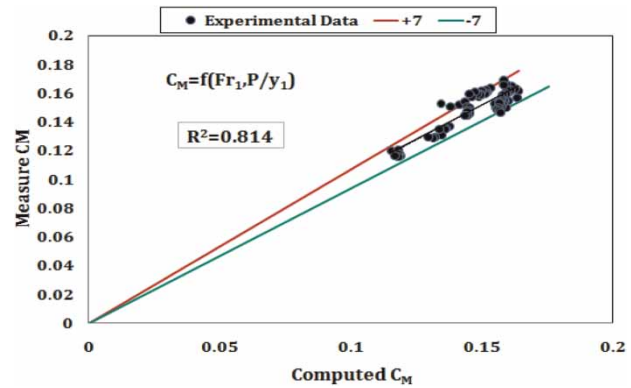 ● Experimental Data — +7 — -7
0.2
0.18
0.16
0.14
0.12
0.1
0.08
0.06
0.04
0.02
0
Measure CM
C_M=f(Fr₁,P/y₁)
R²=0.814
0 0.05 0.1 0.15 0.2
Computed C_M